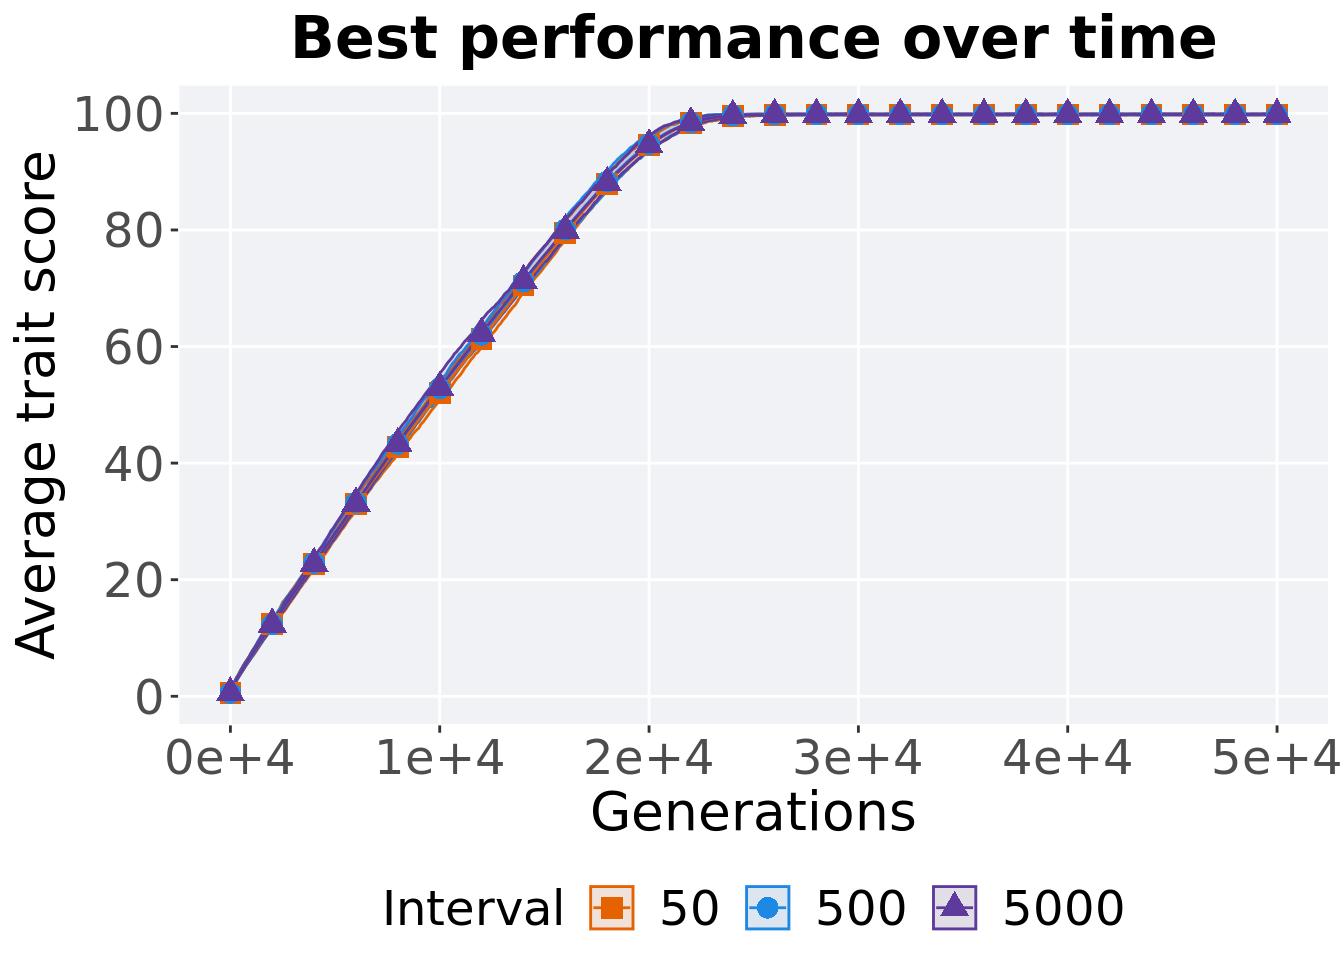 Best performance over time
Average trait score
100
80
60
40
20
0
0e+4 1e+4 2e+4 3e+4 4e+4 5e+4
Generations
Interval 50 500 5000